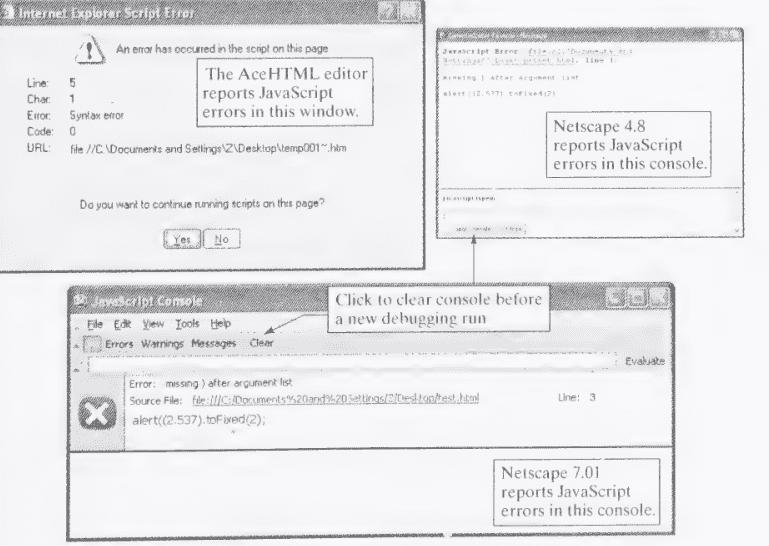 Internet Explorer Script Error
An error has occurred in the script on this page
Line: 5
Char: 1
Error: Syntax error
Code: 0
URL: file //C:\Documents and Settings\Z\Desktop\temp001~.htm
Do you want to continue running scripts on this page?
Yes No
The AceHTML editor
reports JavaScript
errors in this window.
JavaScript Error:
missing ) after argument list
alert((2.537).toFixed(2)
Netscape 4.8
reports JavaScript
errors in this console.
Click to clear console before
a new debugging run
JavaScript Console
File Edit View Tools Help
Errors Warnings Messages Clear
Evaluate
Error: missing ) after argument list
Source File: file:///C:/Documents%20and%20Settings/Z/Desktop/test.html Line: 3
alert((2.537).toFixed(2);
Netscape 7.01
reports JavaScript
errors in this console.